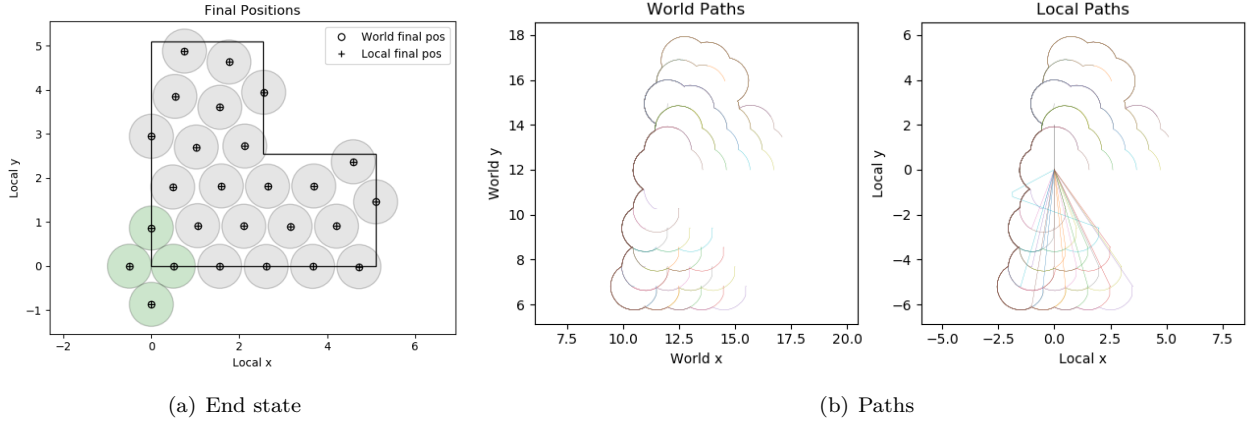 Final Positions
World final pos
Local final pos
Local y
5
4
3
2
1
0
−1
−2
0
2
4
6
Local x
(a) End state
World Paths
World y
18
16
14
12
10
8
6
7.5
10.0
12.5
15.0
17.5
20.0
World x
Local Paths
Local y
6
4
2
0
−2
−4
−6
−5.0
−2.5
0.0
2.5
5.0
7.5
Local x
(b) Paths